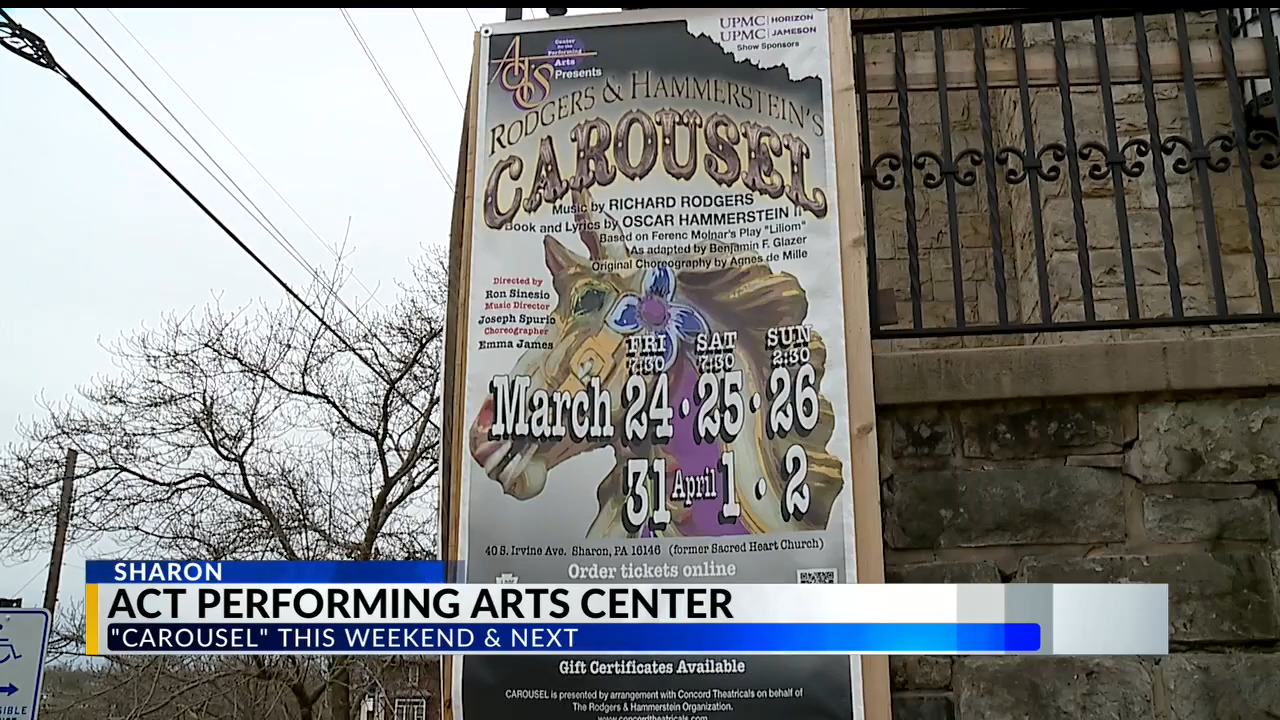 UPMC HORIZON
UPMC JAMESON
Show Sponsors
ACTS
Center
for the
Performing
Arts
Presents
RODGERS & HAMMERSTEIN'S
CAROUSEL
Music by RICHARD RODGERS
Book and Lyrics by OSCAR HAMMERSTEIN II
Based on Ferenc Molnar's Play "Liliom"
As adapted by Benjamin F. Glazer
Original Choreography by Agnes de Mille
Directed by
Ron Sinesio
Music Director
Joseph Spurio
Choreographer
Emma James
FRI SAT SUN
7:30 7:30 2:30
March 24 · 25 · 26
31 April 1 · 2
40 S. Irvine Ave. Sharon, PA 16146 (former Sacred Heart Church)
Order tickets online
SHARON
ACT PERFORMING ARTS CENTER
"CAROUSEL" THIS WEEKEND & NEXT
Gift Certificates Available
CAROUSEL is presented by arrangement with Concord Theatricals on behalf of
The Rodgers & Hammerstein Organization.
www.concordtheatricals.com